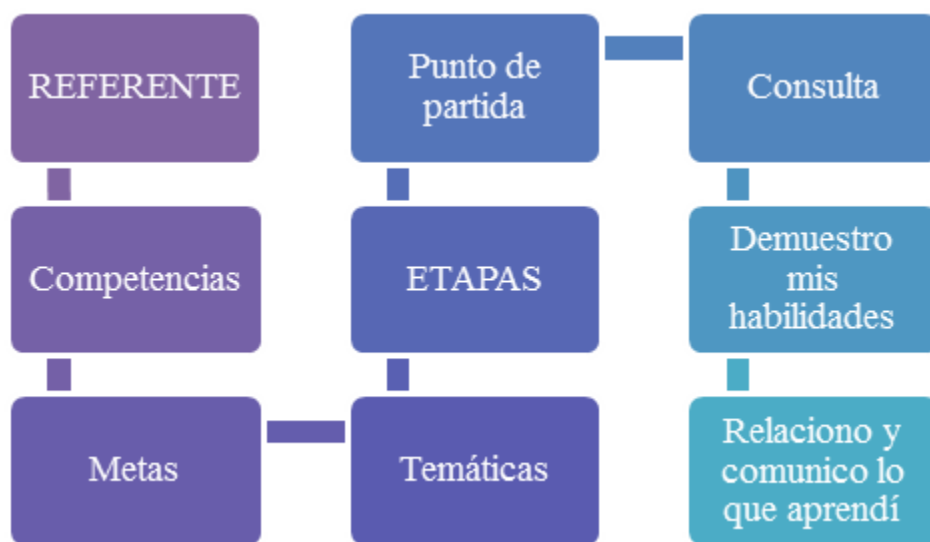 REFERENTE
Competencias
Metas
Temáticas
ETAPAS
Punto de
partida
Consulta
Demuestro
mis
habilidades
Relaciono y
comunico lo
que aprendí